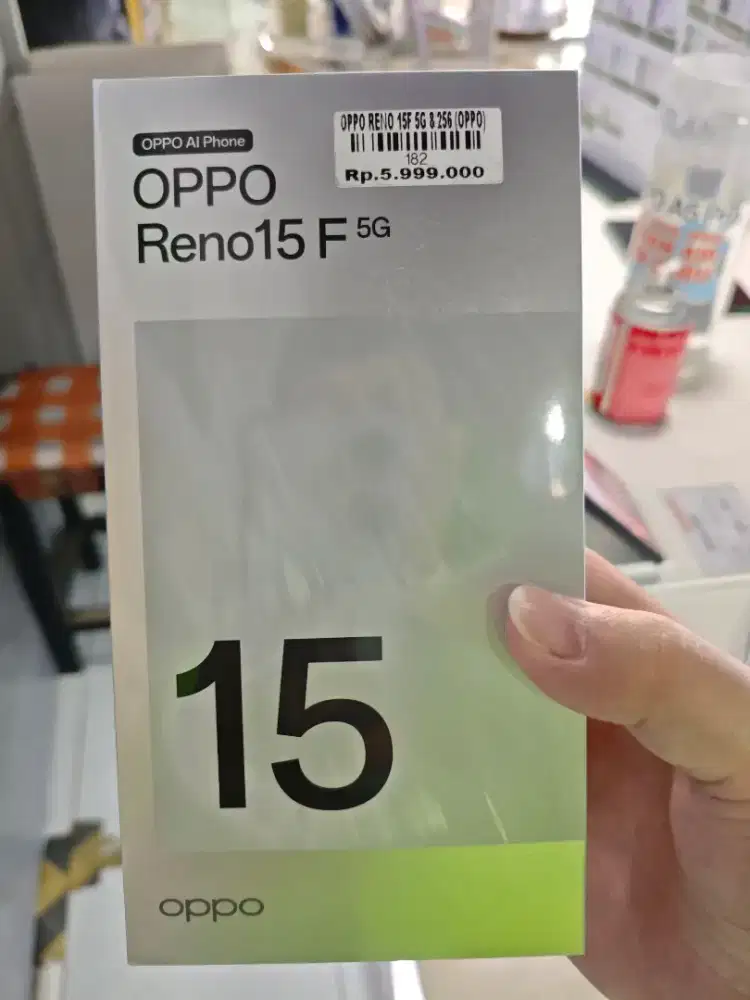 OPPO AI Phone
OPPO
Reno15 F 5G
OPPO RENO 15F 5G 8 256 (OPPO)
182
Rp.5.999.000
15
oppo